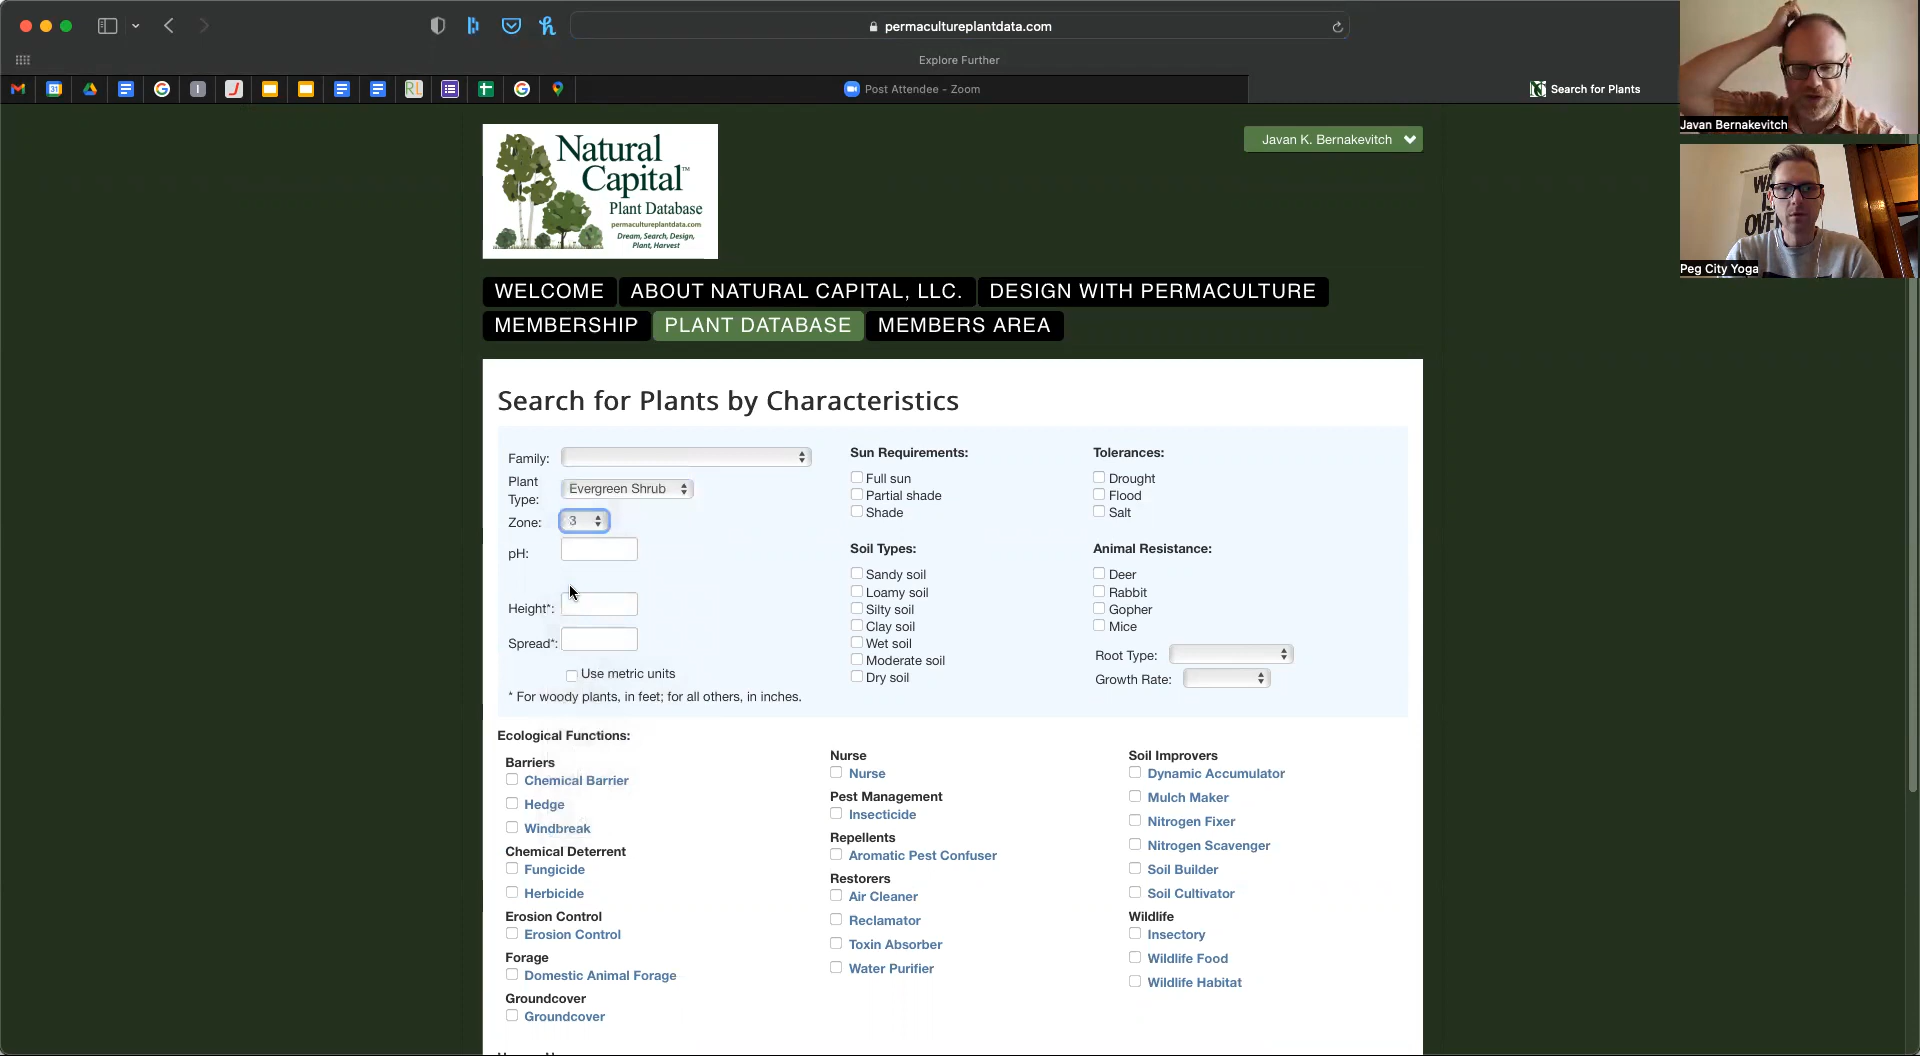 permacultureplantdata.com
Explore Further
Post Attendee - Zoom
Search for Plants
Javan Bernakevitch
Peg City Yoga
Natural
Capital™
Plant Database
permacultureplantdata.com
Dream, Search, Design,
Plant, Harvest
Javan K. Bernakevitch
WELCOME
ABOUT NATURAL CAPITAL, LLC.
DESIGN WITH PERMACULTURE
MEMBERSHIP
PLANT DATABASE
MEMBERS AREA
Search for Plants by Characteristics
Family:
Plant
Type:
Evergreen Shrub
Zone:
3
pH:
Height*:
Spread*:
Use metric units
* For woody plants, in feet; for all others, in inches.
Sun Requirements:
Full sun
Partial shade
Shade
Soil Types:
Sandy soil
Loamy soil
Silty soil
Clay soil
Wet soil
Moderate soil
Dry soil
Tolerances:
Drought
Flood
Salt
Animal Resistance:
Deer
Rabbit
Gopher
Mice
Root Type:
Growth Rate:
Ecological Functions:
Barriers
Chemical Barrier
Hedge
Windbreak
Chemical Deterrent
Fungicide
Herbicide
Erosion Control
Erosion Control
Forage
Domestic Animal Forage
Groundcover
Groundcover
Nurse
Nurse
Pest Management
Insecticide
Repellents
Aromatic Pest Confuser
Restorers
Air Cleaner
Reclamator
Toxin Absorber
Water Purifier
Soil Improvers
Dynamic Accumulator
Mulch Maker
Nitrogen Fixer
Nitrogen Scavenger
Soil Builder
Soil Cultivator
Wildlife
Insectory
Wildlife Food
Wildlife Habitat